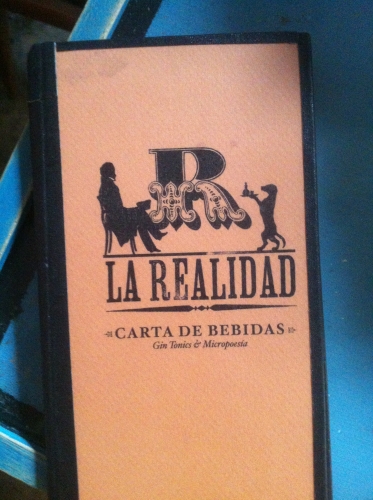 R
LA REALIDAD
CARTA DE BEBIDAS
Gin Tonics & Micropoesía